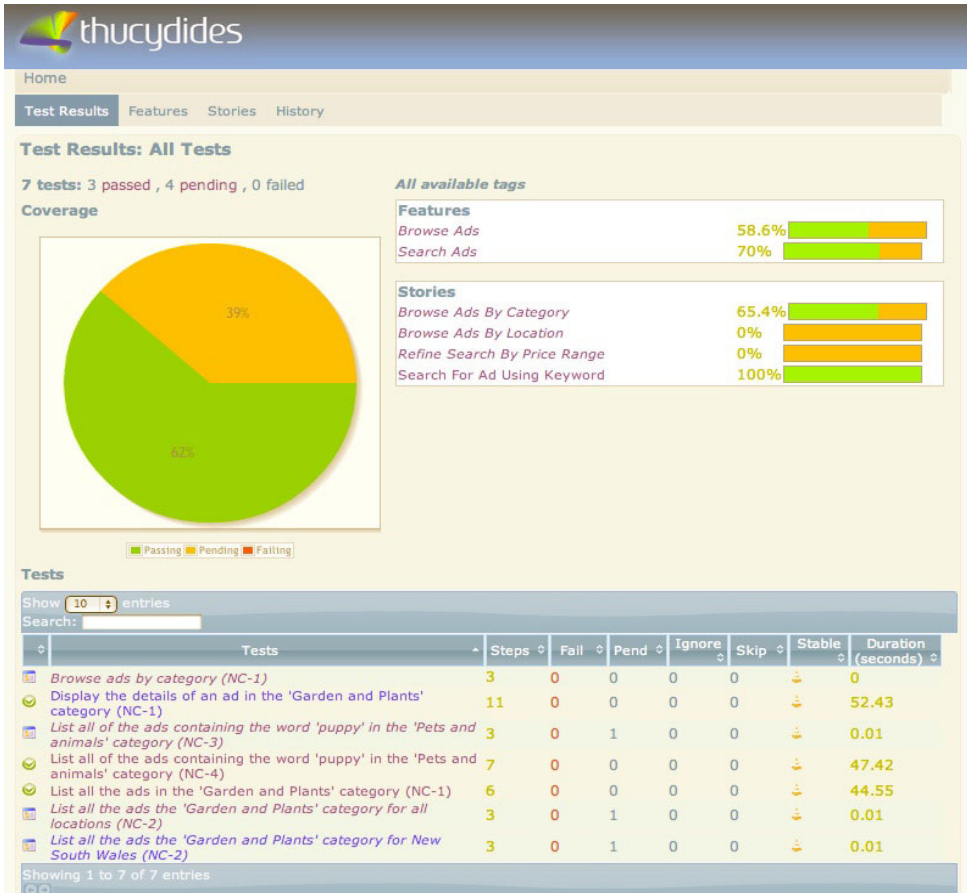 thucydides
Home
Test Results Features Stories History
Test Results: All Tests
7 tests: 3 passed , 4 pending , 0 failed
All available tags
Coverage
39%
62%
Passing Pending Failing
Features
Browse Ads 58.6%
Search Ads 70%
Stories
Browse Ads By Category 65.4%
Browse Ads By Location 0%
Refine Search By Price Range 0%
Search For Ad Using Keyword 100%
Tests
Show 10 entries
Search:
Tests Steps Fail Pend Ignore Skip Stable Duration
(seconds)
Browse ads by category (NC-1) 3 0 0 0 0 0
Display the details of an ad in the 'Garden and Plants'
category (NC-1) 11 0 0 0 0 52.43
List all of the ads containing the word 'puppy' in the 'Pets and
animals' category (NC-3) 3 0 1 0 0 0.01
List all of the ads containing the word 'puppy' in the 'Pets and
animals' category (NC-4) 7 0 0 0 0 47.42
List all the ads in the 'Garden and Plants' category (NC-1) 6 0 0 0 0 44.55
List all the ads the 'Garden and Plants' category for all
locations (NC-2) 3 0 1 0 0 0.01
List all the ads the 'Garden and Plants' category for New
South Wales (NC-2) 3 0 1 0 0 0.01
Showing 1 to 7 of 7 entries